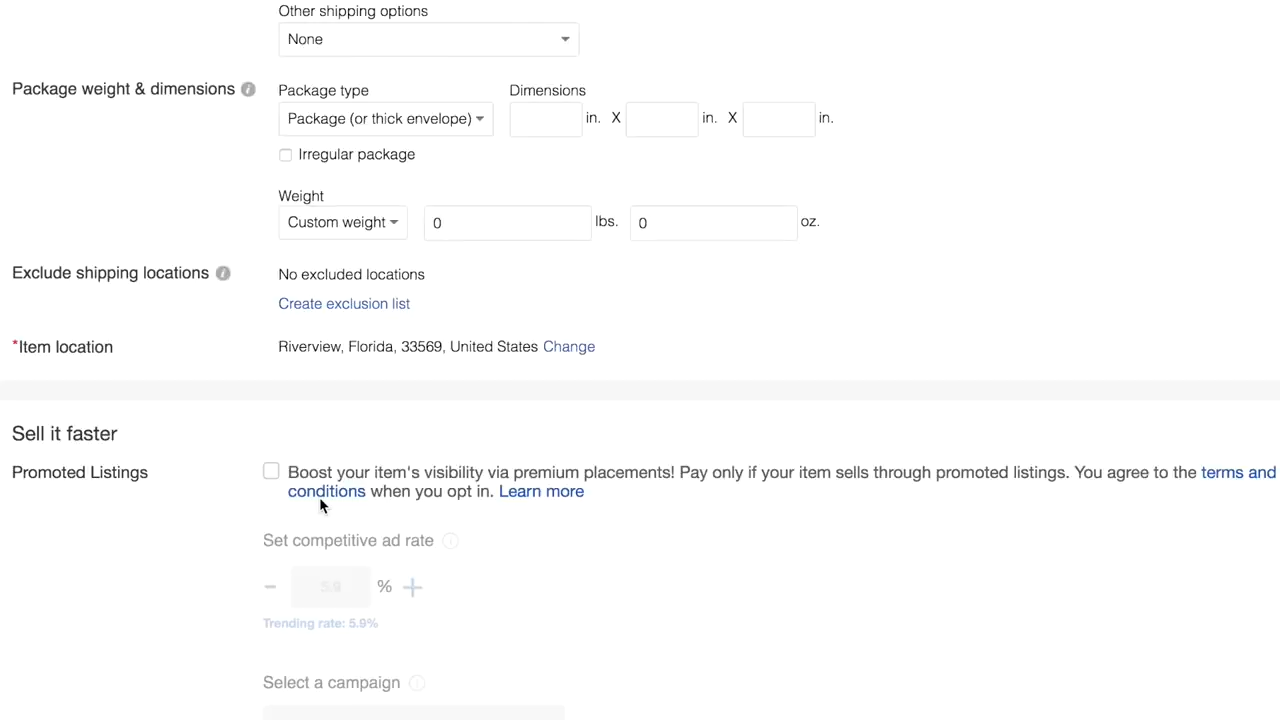 Other shipping options
None
Package weight & dimensions
Package type
Dimensions
Package (or thick envelope)
in. X in. X in.
Irregular package
Weight
Custom weight 0 lbs. 0 oz.
Exclude shipping locations
No excluded locations
Create exclusion list
*Item location
Riverview, Florida, 33569, United States Change
Sell it faster
Promoted Listings
Boost your item's visibility via premium placements! Pay only if your item sells through promoted listings. You agree to the terms and
conditions when you opt in. Learn more
Set competitive ad rate
− 5.9 % +
Trending rate: 5.9%
Select a campaign